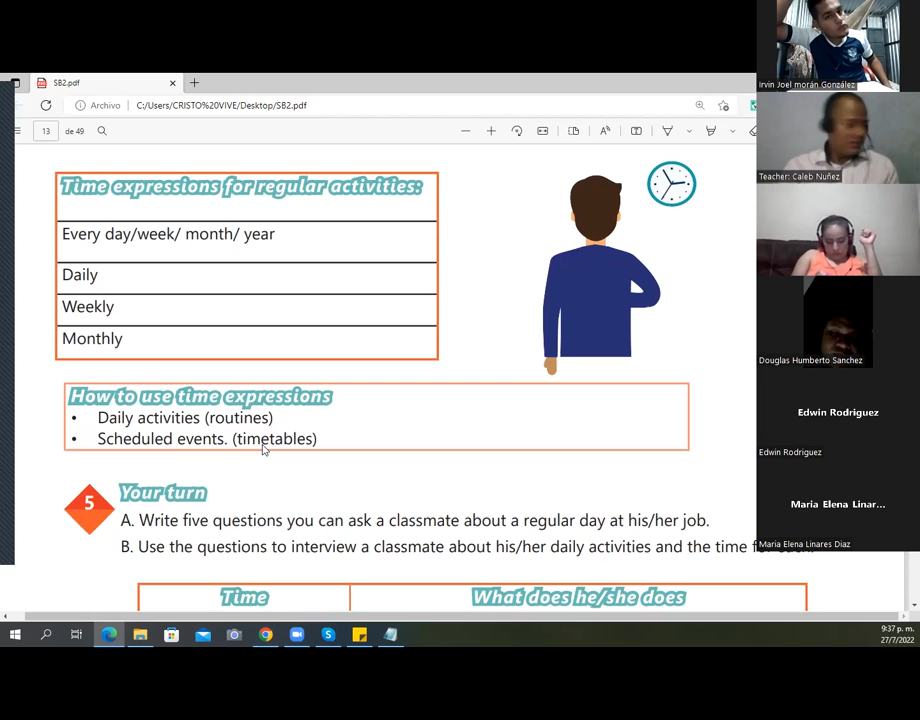 SB2.pdf
Archivo
C:/Users/CRISTO%20VIVE/Desktop/SB2.pdf
13
de 49
Time expressions for regular activities:
Every day/week/ month/ year
Daily
Weekly
Monthly
How to use time expressions
• Daily activities (routines)
• Scheduled events. (timetables)
5
Your turn
A. Write five questions you can ask a classmate about a regular day at his/her job.
B. Use the questions to interview a classmate about his/her daily activities and the time
Time
What does he/she does
Irvin Joel morán González
Teacher: Caleb Nuñez
Douglas Humberto Sanchez
Edwin Rodriguez
Edwin Rodriguez
Maria Elena Linar...
Maria Elena Linares Diaz
9:37 p. m.
27/7/2022